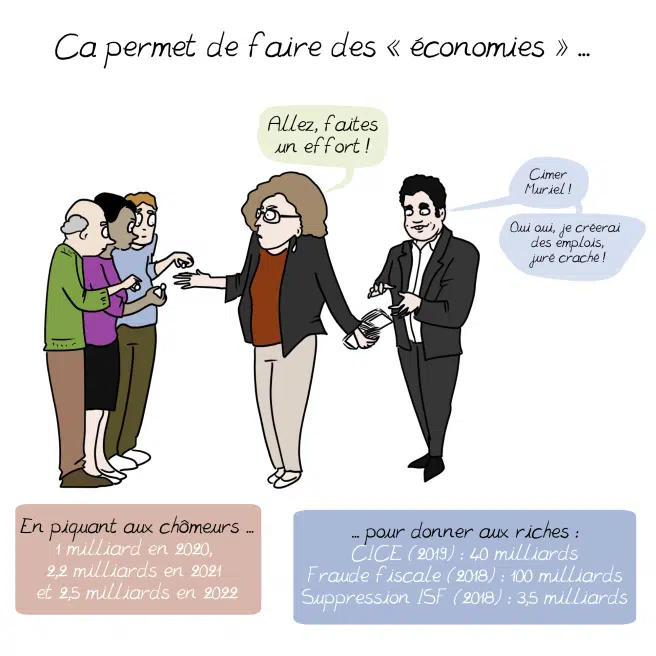 Ca permet de faire des « économies » ...
Allez, faites
un effort !
Cimer
Muriel !
Oui oui, je créerai
des emplois,
juré craché !
En piquant aux chômeurs ...
1 milliard en 2020,
2,2 milliards en 2021
et 2,5 milliards en 2022
... pour donner aux riches :
CICE (2019) : 40 milliards
Fraude fiscale (2018) : 100 milliards
Suppression ISF (2018) : 3,5 milliards